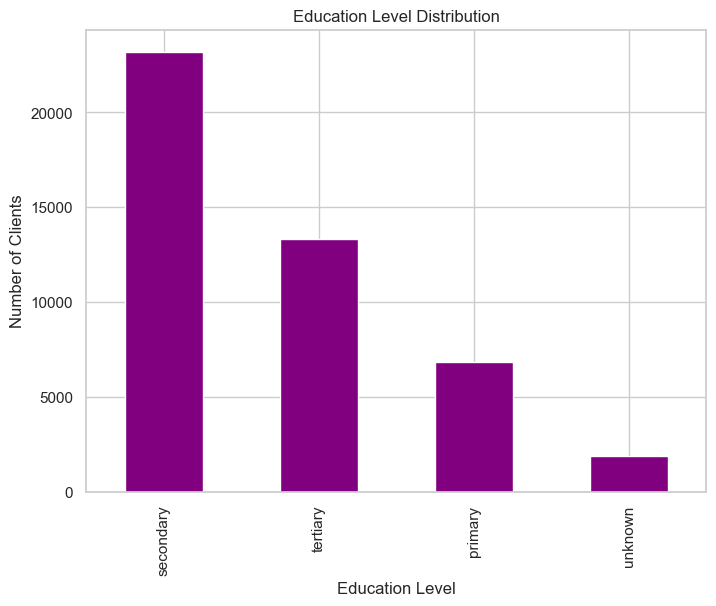 Education Level Distribution
Number of Clients
20000
15000
10000
5000
0
secondary
tertiary
primary
unknown
Education Level